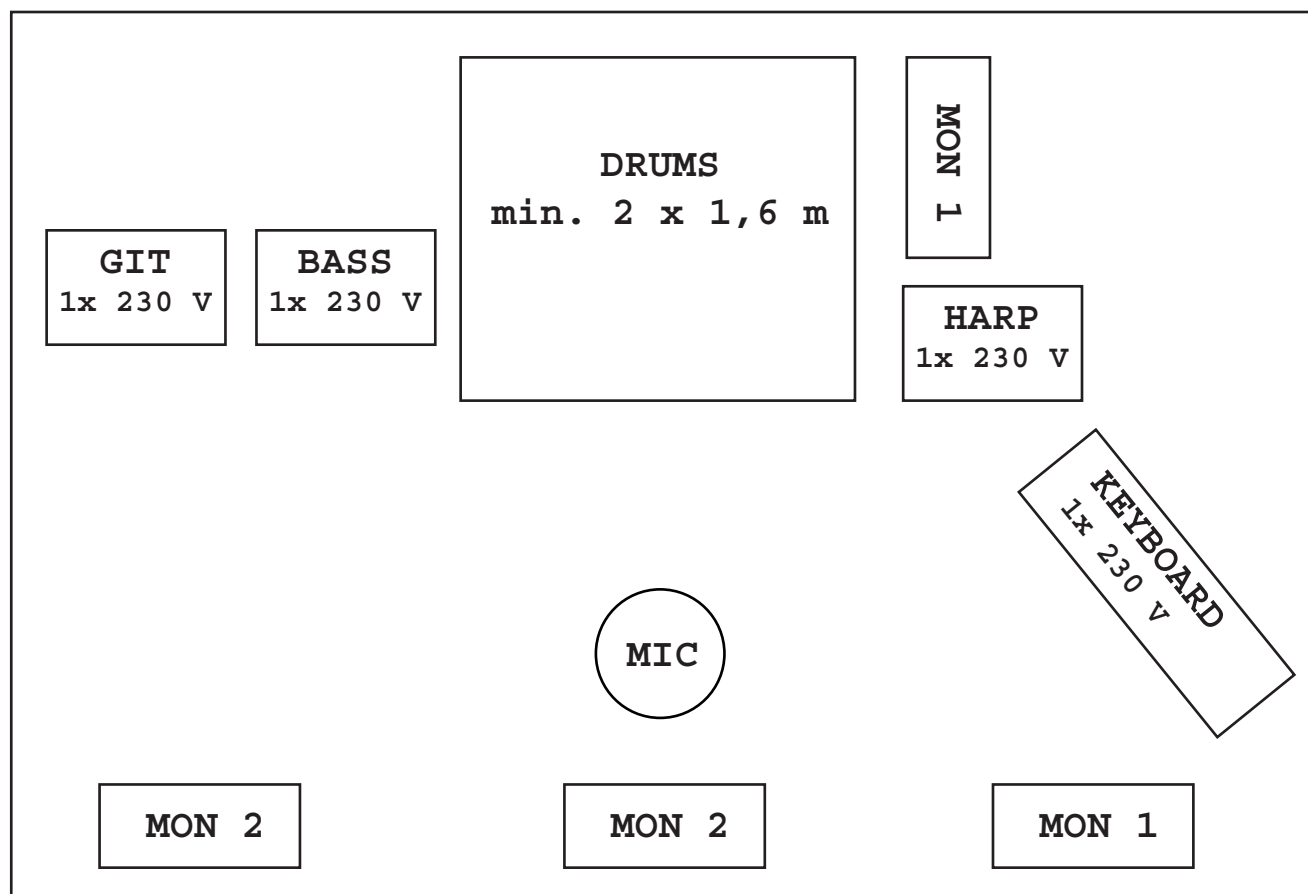 DRUMS
min. 2 x 1,6 m
MON 1
GIT
1x 230 V
BASS
1x 230 V
HARP
1x 230 V
KEYBOARD
1x 230 V
MIC
MON 2
MON 2
MON 1